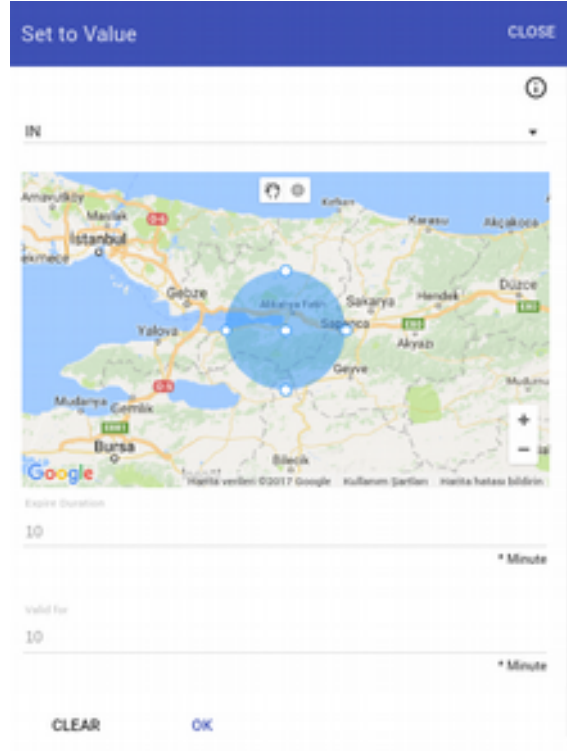 Set to Value
CLOSE
IN
Arnavutköy
Maslak
İstanbul
Kefken
Karasu
Akçakoca
Gebze
Sakarya
Hendek
Düzce
Yalova
Sapanca
Akyazı
Geyve
Mudanya
Gemlik
Bursa
Bilecik
+
−
Google
Harita verileri ©2017 Google
Kullanım Şartları
Harita hatası bildirin
Expire Duration
10
* Minute
Valid for
10
* Minute
CLEAR
OK